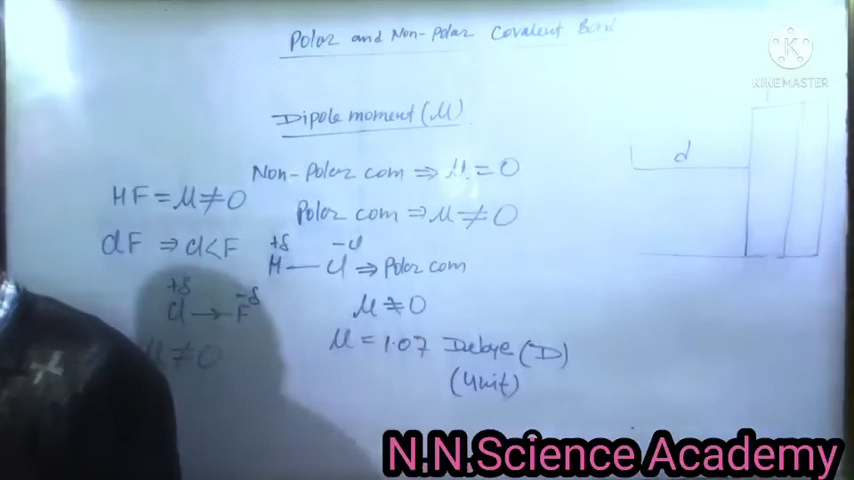 Polar and Non-Polar Covalent Bond
KINEMASTER
Dipole moment (μ)
Non-Polar com ⇒ μ = 0
Polar com ⇒ μ ≠ 0
HF = μ ≠ 0
ClF ⇒ Cl < F
+δ -δ
Cl → F
μ ≠ 0
+δ -d
H — Cl ⇒ Polar com
μ ≠ 0
μ = 1.07 Debye (D)
(Unit)
d
N.N.Science Academy